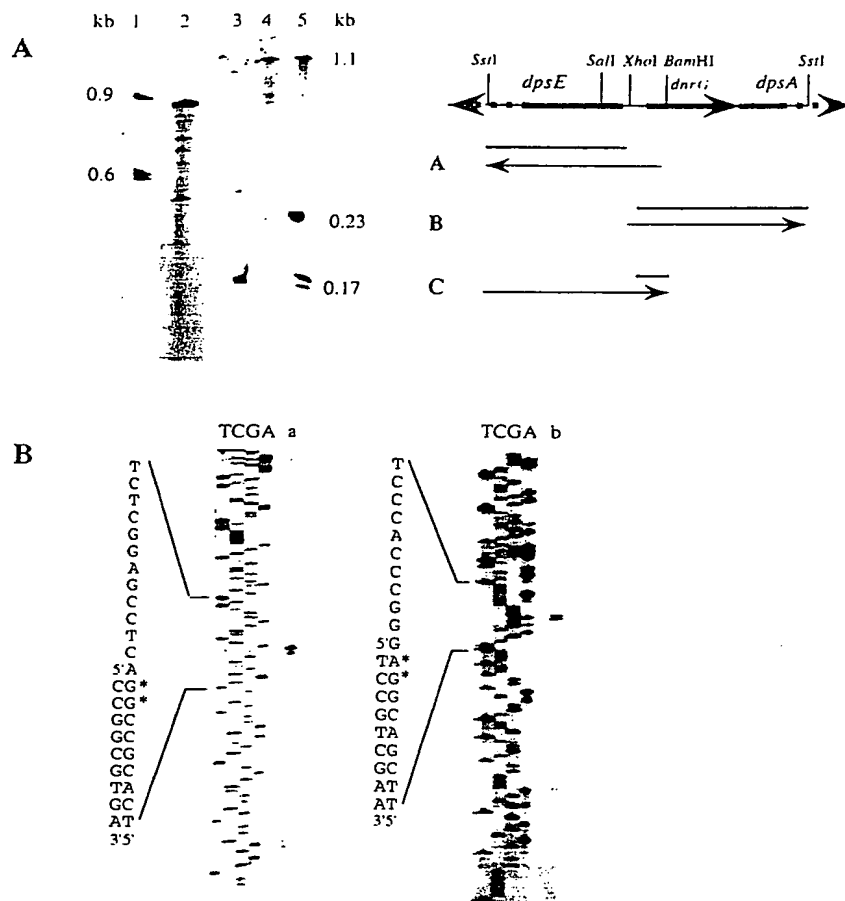 A
kb 1 2 3 4 5 kb
0.9
0.6
1.1
0.23
0.17
SstI SalI XhoI BamHI SstI
dpsE dnrG dpsA
A
B
C
B
TCGA a
T
C
T
C
G
G
A
G
C
C
T
C
5'A
CG*
CG*
GC
GC
CG
GC
TA
GC
AT
3'5'
TCGA b
T
C
C
C
A
C
C
C
G
G
5'G
TA*
CG*
CG
GC
TA
CG
GC
AT
AT
3'5'